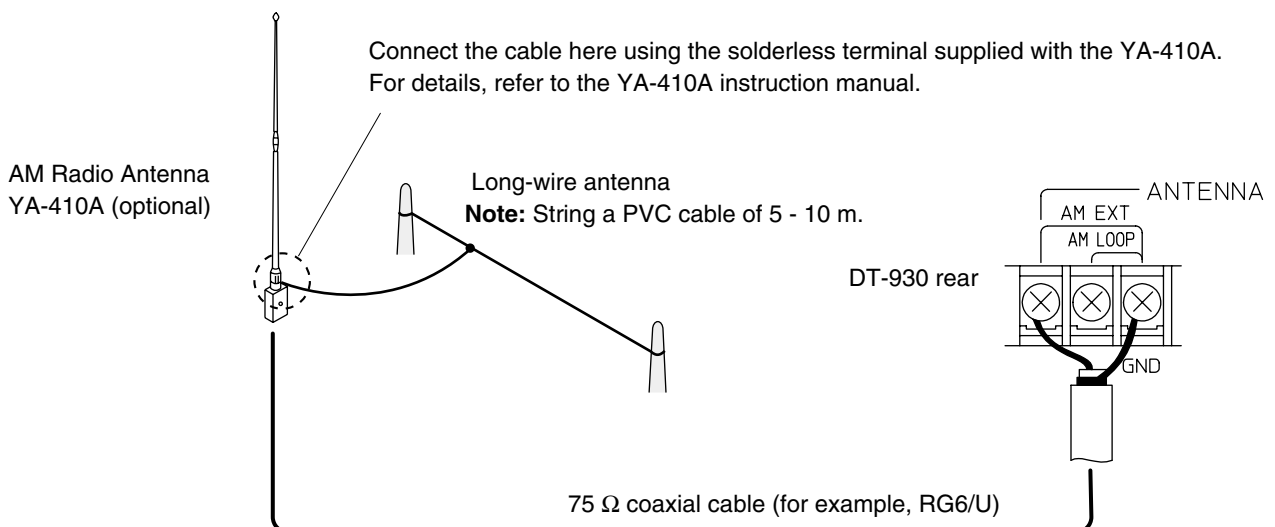 Connect the cable here using the solderless terminal supplied with the YA-410A.
For details, refer to the YA-410A instruction manual.
AM Radio Antenna
YA-410A (optional)
Long-wire antenna
Note: String a PVC cable of 5 - 10 m.
ANTENNA
AM EXT
AM LOOP
DT-930 rear
GND
75 Ω coaxial cable (for example, RG6/U)